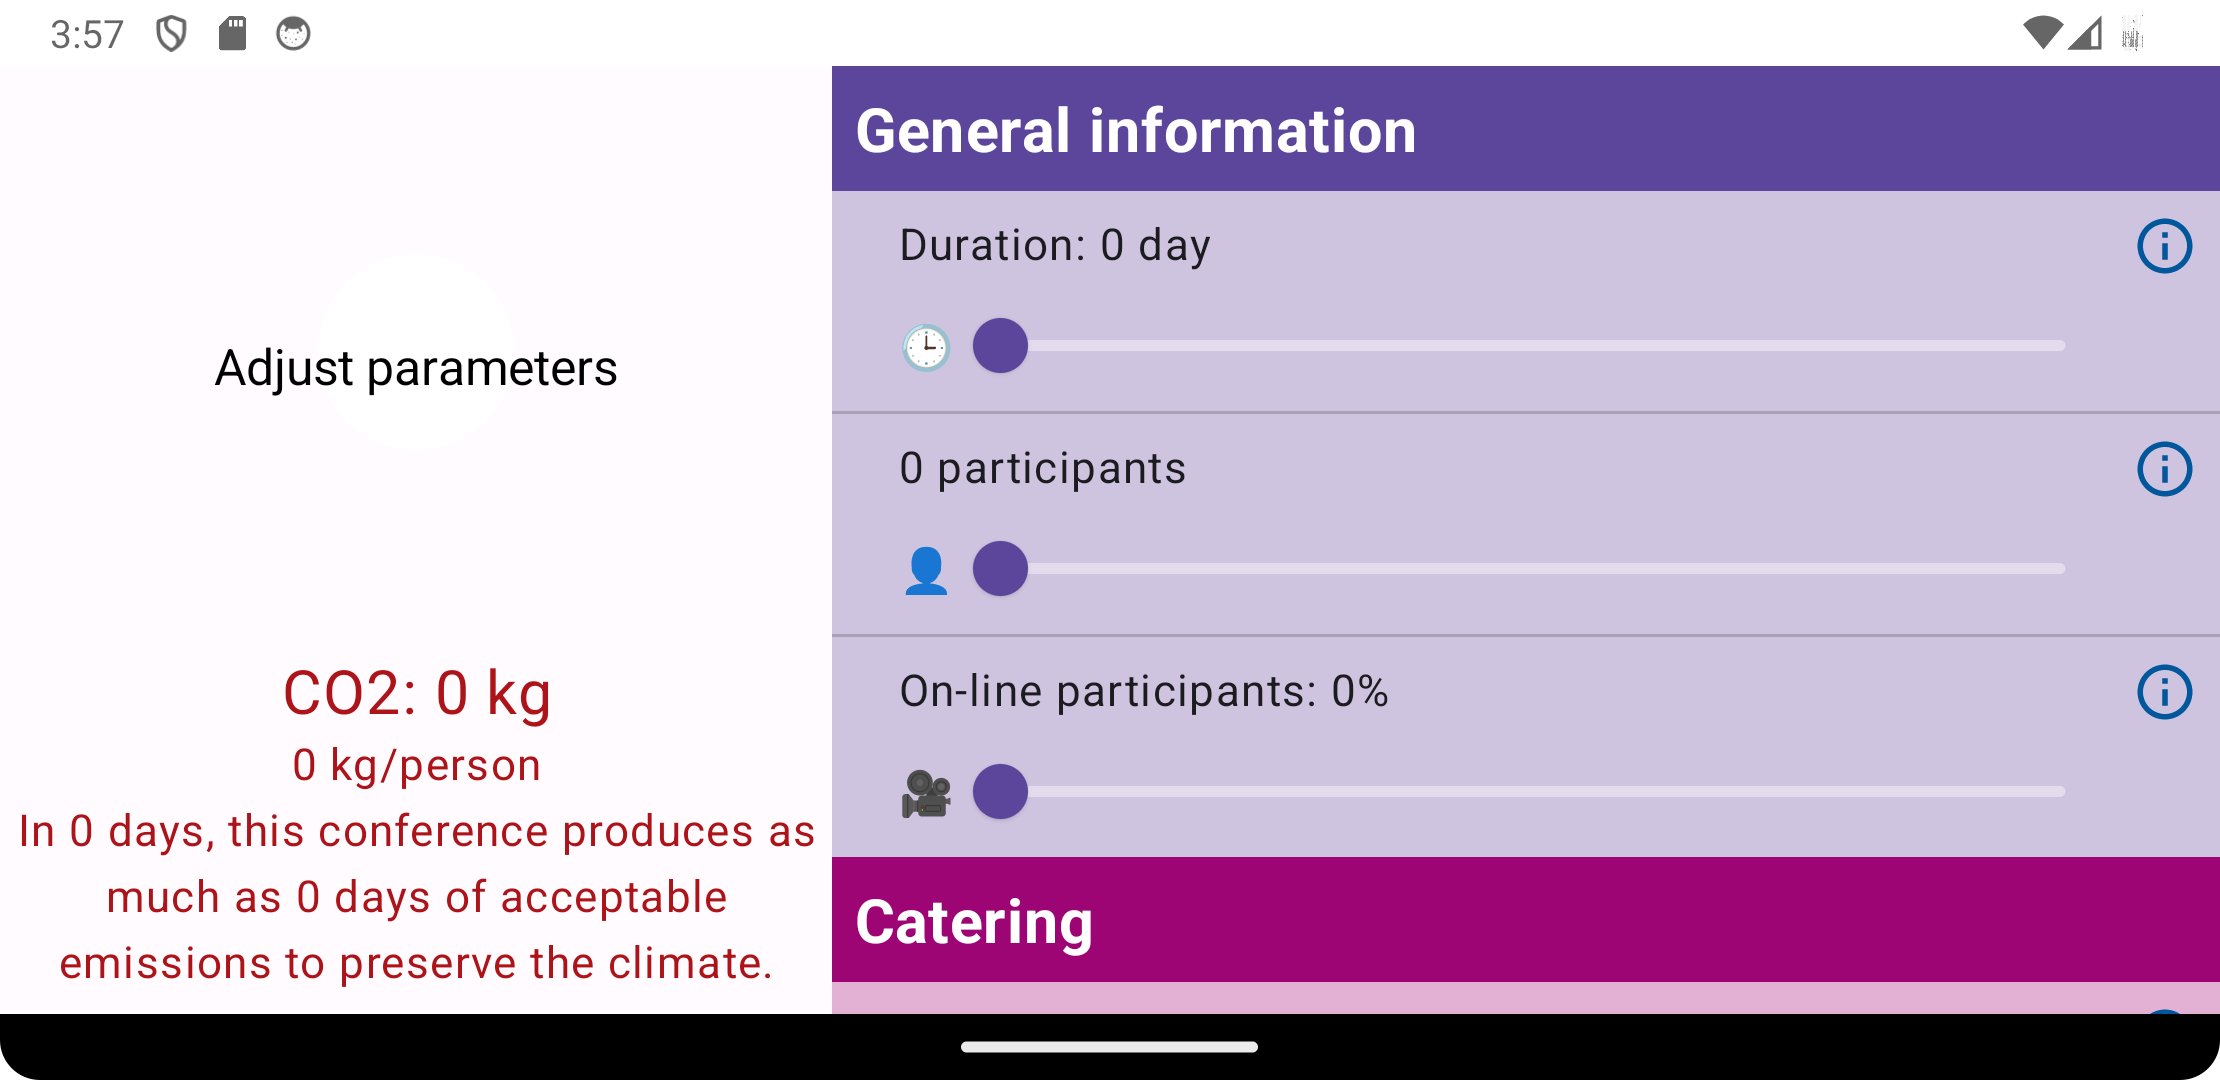 3:57
Adjust parameters
CO2: 0 kg
0 kg/person
In 0 days, this conference produces as
much as 0 days of acceptable
emissions to preserve the climate.
General information
Duration: 0 day
0 participants
On-line participants: 0%
Catering